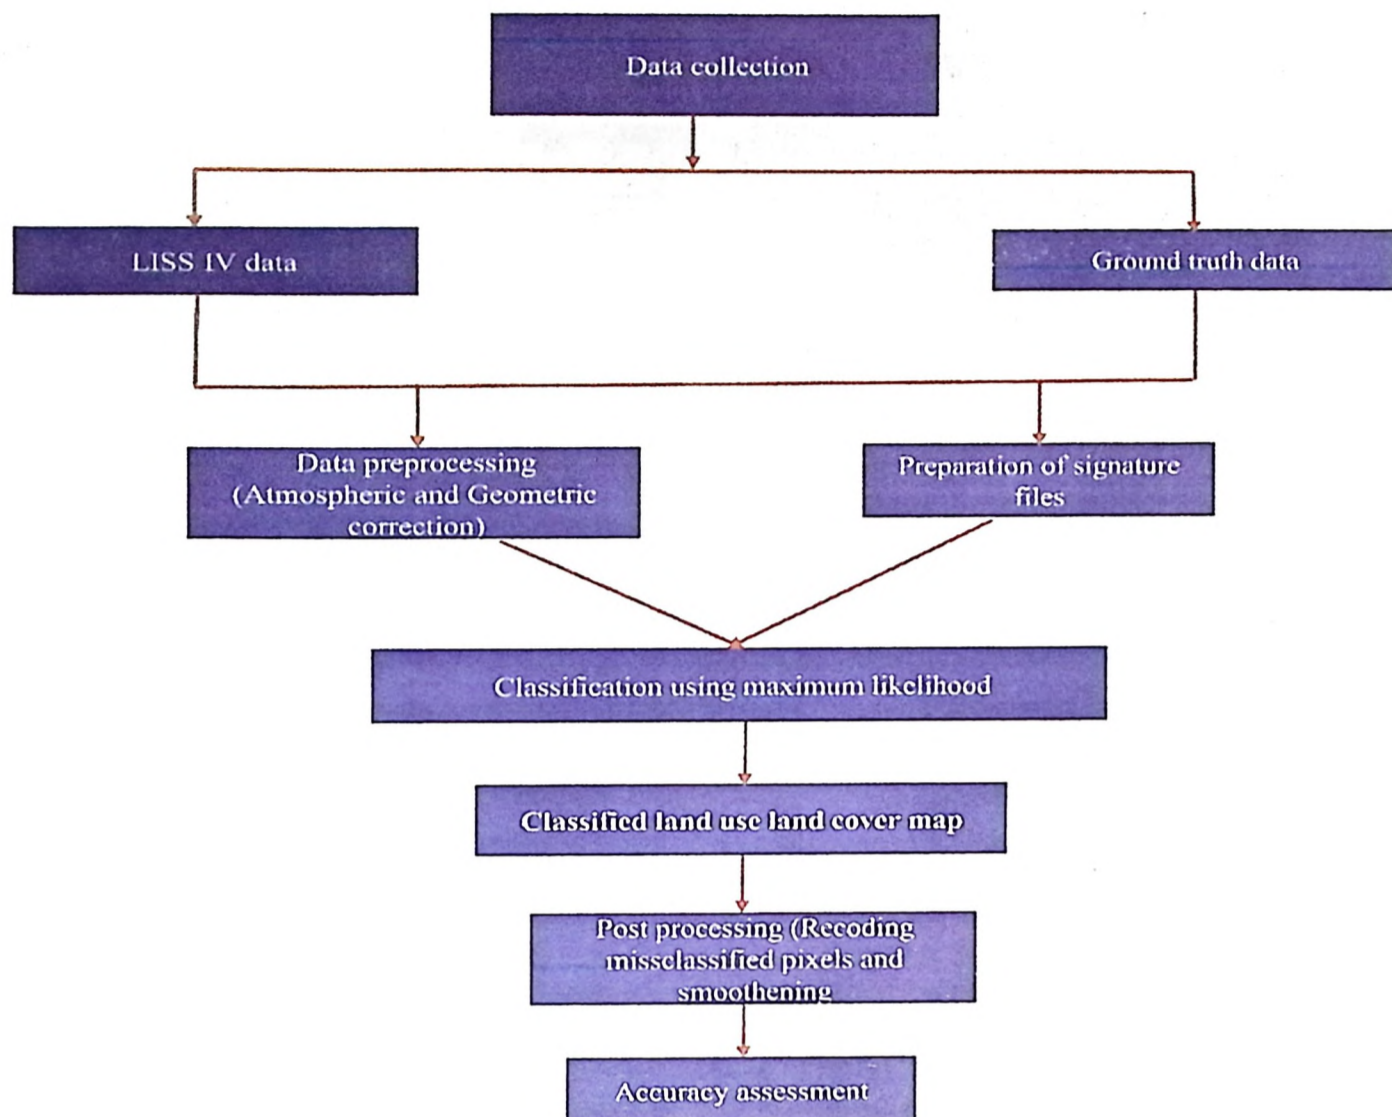 Data collection
LISS IV data
Ground truth data
Data preprocessing
(Atmospheric and Geometric
correction)
Preparation of signature
files
Classification using maximum likelihood
Classified land use land cover map
Post processing (Recoding
missclassified pixels and
smoothening
Accuracy assessment